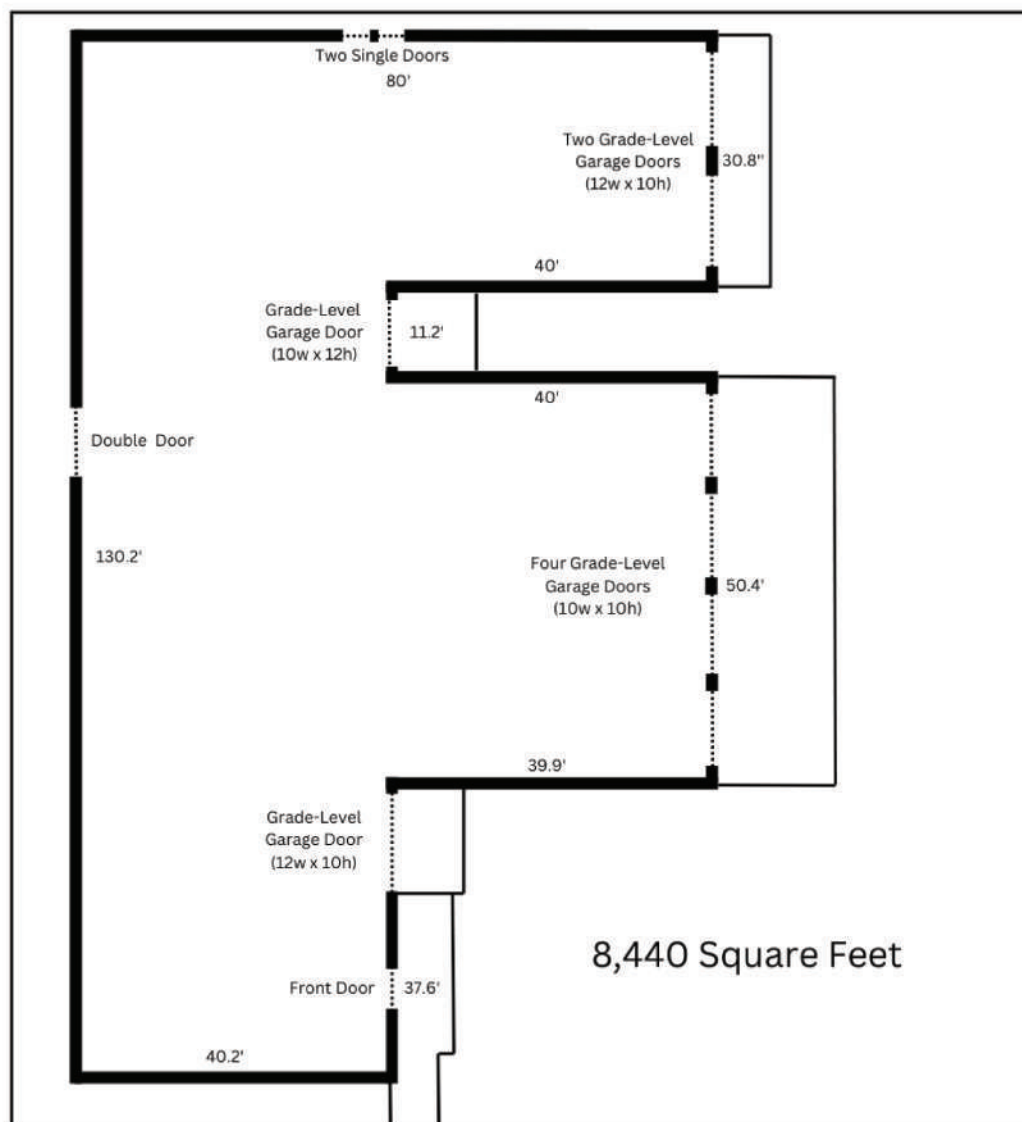 Two Single Doors
80'
Two Grade-Level
Garage Doors
(12w x 10h)
30.8"
40'
Grade-Level
Garage Door
(10w x 12h)
11.2'
40'
Double Door
130.2'
Four Grade-Level
Garage Doors
(10w x 10h)
50.4'
39.9'
Grade-Level
Garage Door
(12w x 10h)
8,440 Square Feet
Front Door
37.6'
40.2'